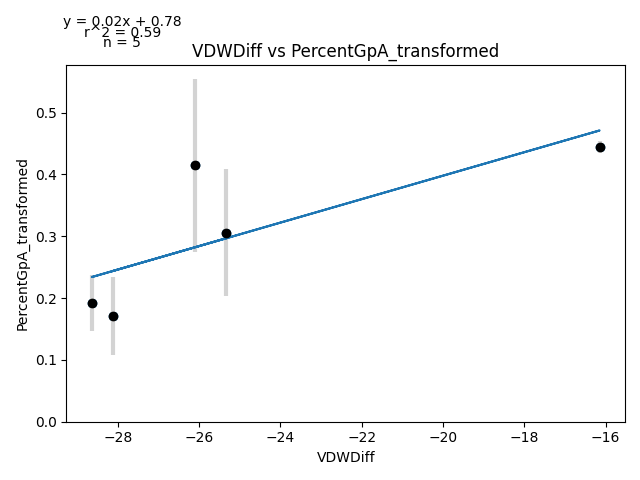 y = 0.02x + 0.78
r^2 = 0.59
n = 5
VDWDiff vs PercentGpA_transformed
0.5
0.4
0.3
0.2
0.1
0.0
PercentGpA_transformed
−28
−26
−24
−22
−20
−18
−16
VDWDiff